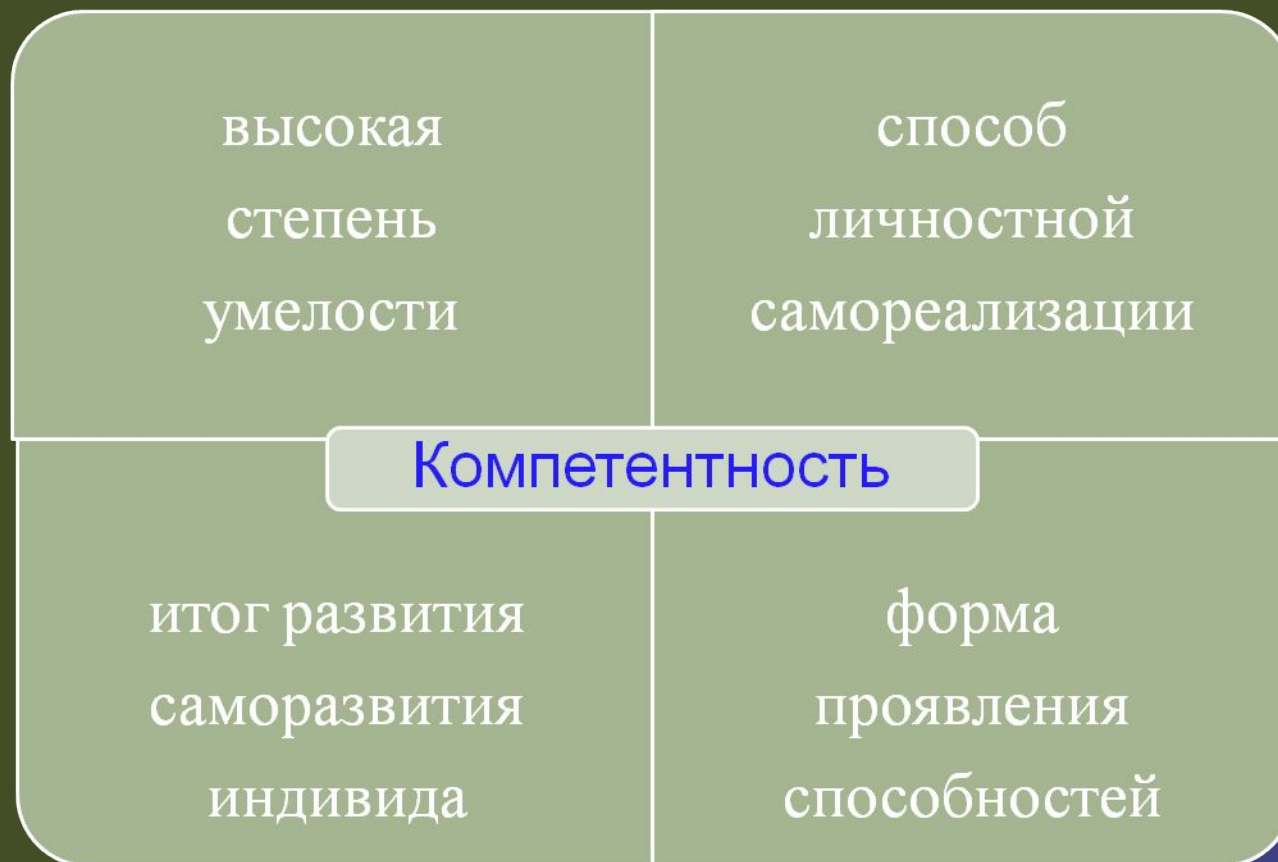 высокая
степень
умелости
способ
личностной
самореализации
Компетентность
итог развития
саморазвития
индивида
форма
проявления
способностей